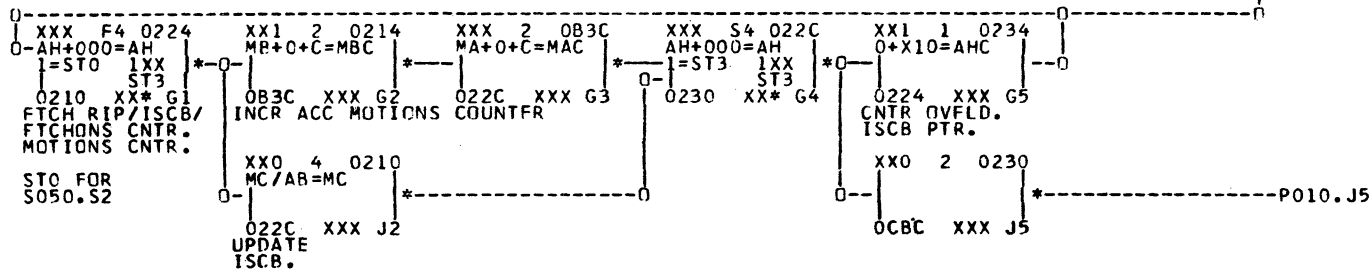 XXX F4 0224
AH+000=AH
1=STO 1XX
ST3
0210 XX* G1
FTCH RIP/ISCB/
FTCHONS CNTR.
MOTIONS CNTR.
STO FOR
S050.S2
XX1 2 0214
MB+0+C=MBC
0B3C XXX G2
INCR ACC MOTIONS COUNTER
XXX 2 0B3C
MA+0+C=MAC
022C XXX G3
XXX S4 022C
AH+000=AH
1=ST3 1XX
ST3
0230 XX* G4
XX1 1 0234
0+X10=AHC
0224 XXX G5
CNTR OVFLD.
ISCB PTR.
XX0 4 0210
MC/AB=MC
022C XXX J2
UPDATE
ISCB.
XX0 2 0230
0CBC XXX J5
P010.J5